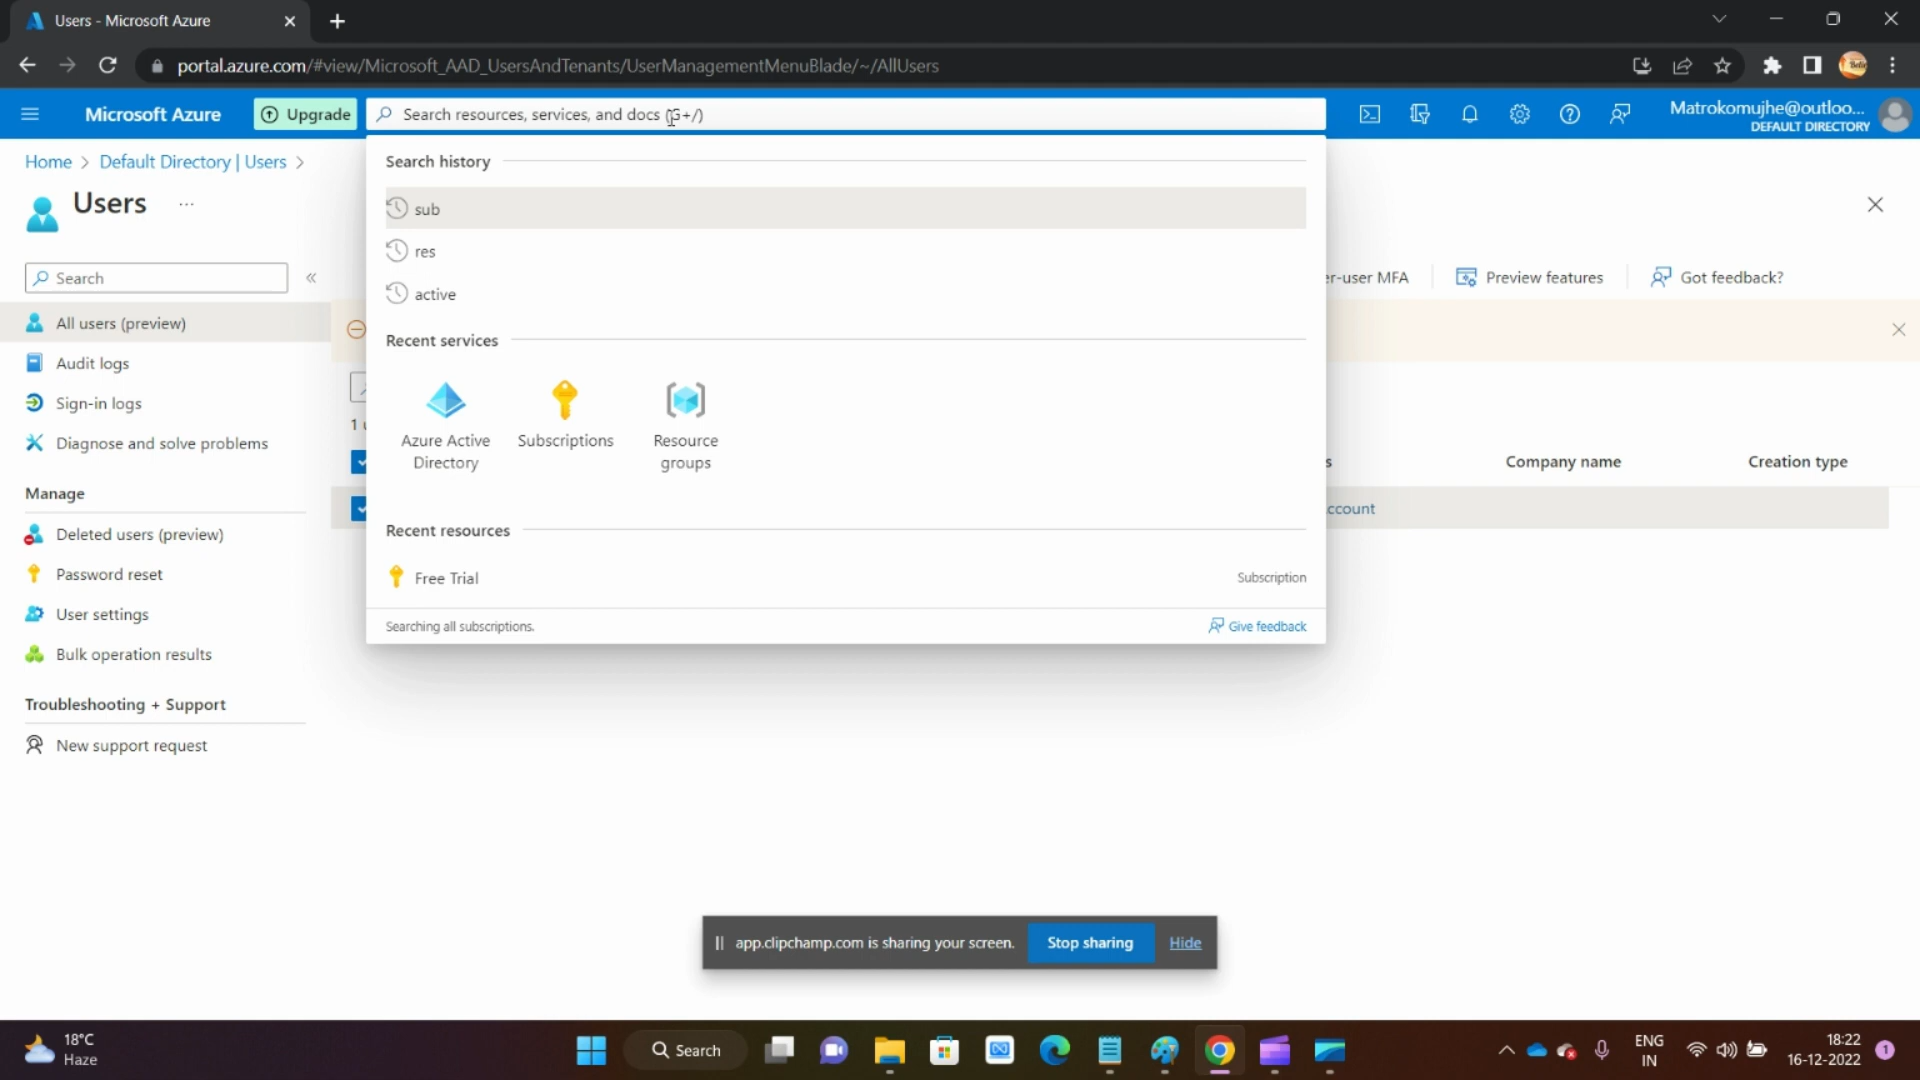 Users - Microsoft Azure
portal.azure.com/#view/Microsoft_AAD_UsersAndTenants/UserManagementMenuBlade/~/AllUsers
Microsoft Azure
Upgrade
Search resources, services, and docs (G+/)
Matrokomujhe@outloo...
DEFAULT DIRECTORY
Home > Default Directory | Users >
Users
...
Search
«
All users (preview)
Audit logs
Sign-in logs
Diagnose and solve problems
Manage
Deleted users (preview)
Password reset
User settings
Bulk operation results
Troubleshooting + Support
New support request
Search history
sub
res
active
Recent services
Azure Active
Directory
Subscriptions
Resource
groups
Recent resources
Free Trial
Subscription
Searching all subscriptions.
Give feedback
er-user MFA
Preview features
Got feedback?
1 u
s
Company name
Creation type
ccount
app.clipchamp.com is sharing your screen.
Stop sharing
Hide
18°C
Haze
Search
ENG
IN
18:22
16-12-2022
1